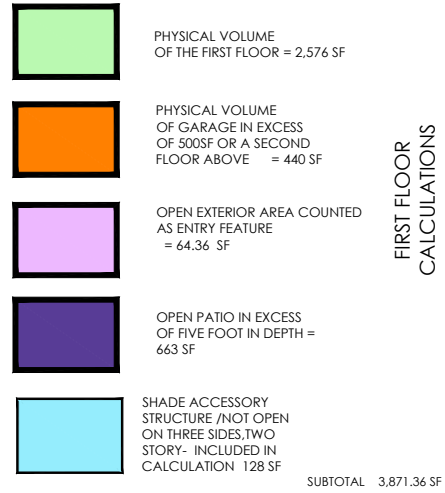 PHYSICAL VOLUME
OF THE FIRST FLOOR = 2,576 SF
PHYSICAL VOLUME
OF GARAGE IN EXCESS
OF 500SF OR A SECOND
FLOOR ABOVE = 440 SF
OPEN EXTERIOR AREA COUNTED
AS ENTRY FEATURE
= 64.36 SF
OPEN PATIO IN EXCESS
OF FIVE FOOT IN DEPTH =
663 SF
SHADE ACCESSORY
STRUCTURE /NOT OPEN
ON THREE SIDES,TWO
STORY- INCLUDED IN
CALCULATION 128 SF
FIRST FLOOR
CALCULATIONS
SUBTOTAL 3,871.36 SF